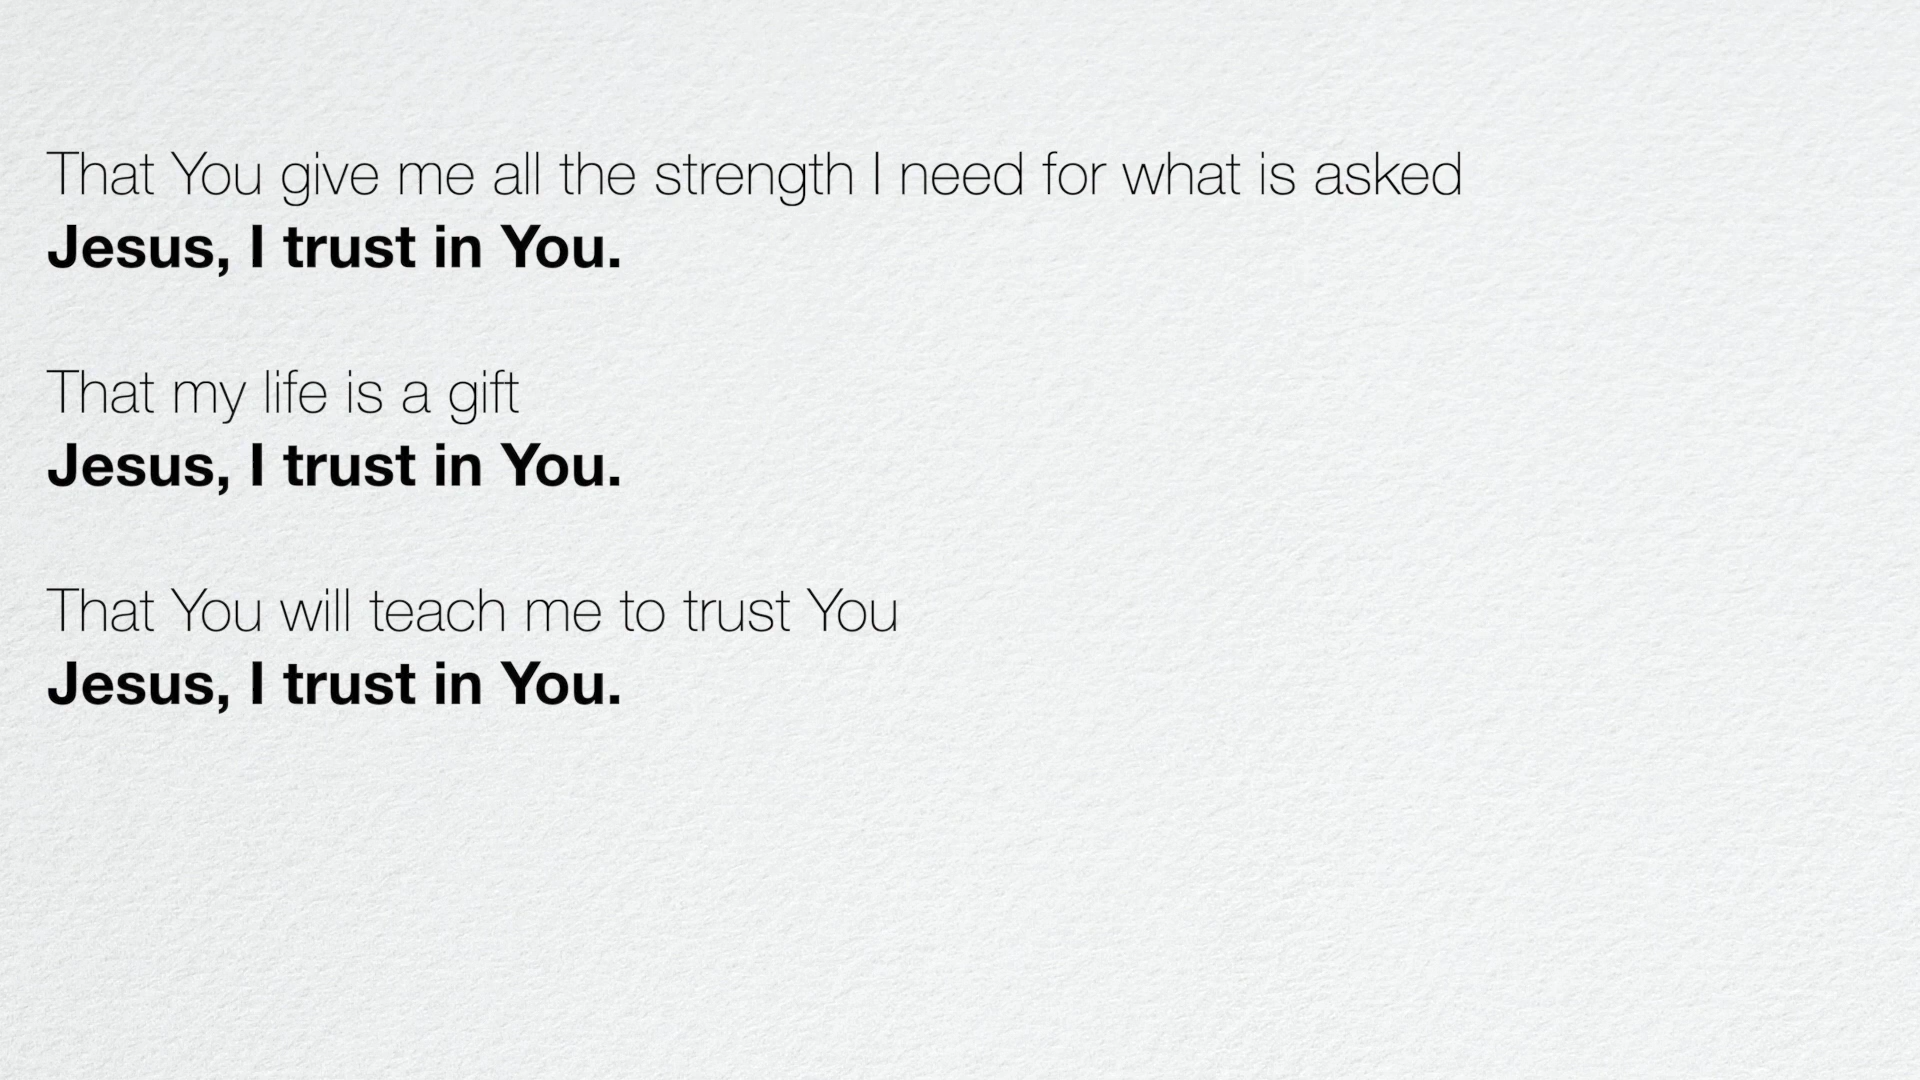 That You give me all the strength I need for what is asked
Jesus, I trust in You.
That my life is a gift
Jesus, I trust in You.
That You will teach me to trust You
Jesus, I trust in You.